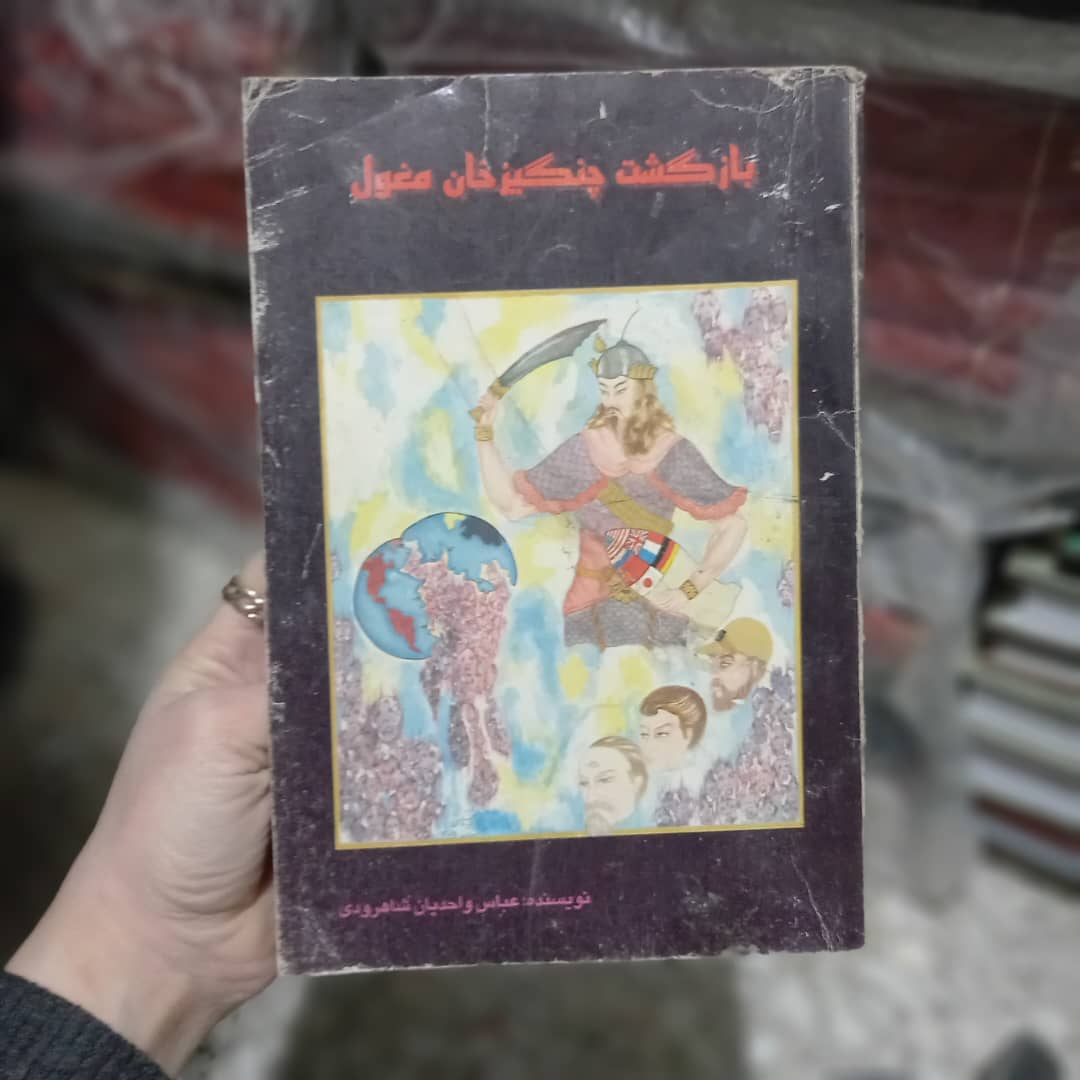 بازگشت چنگیزخان مغول
نویسنده: عباس واحدیان شاهرودی